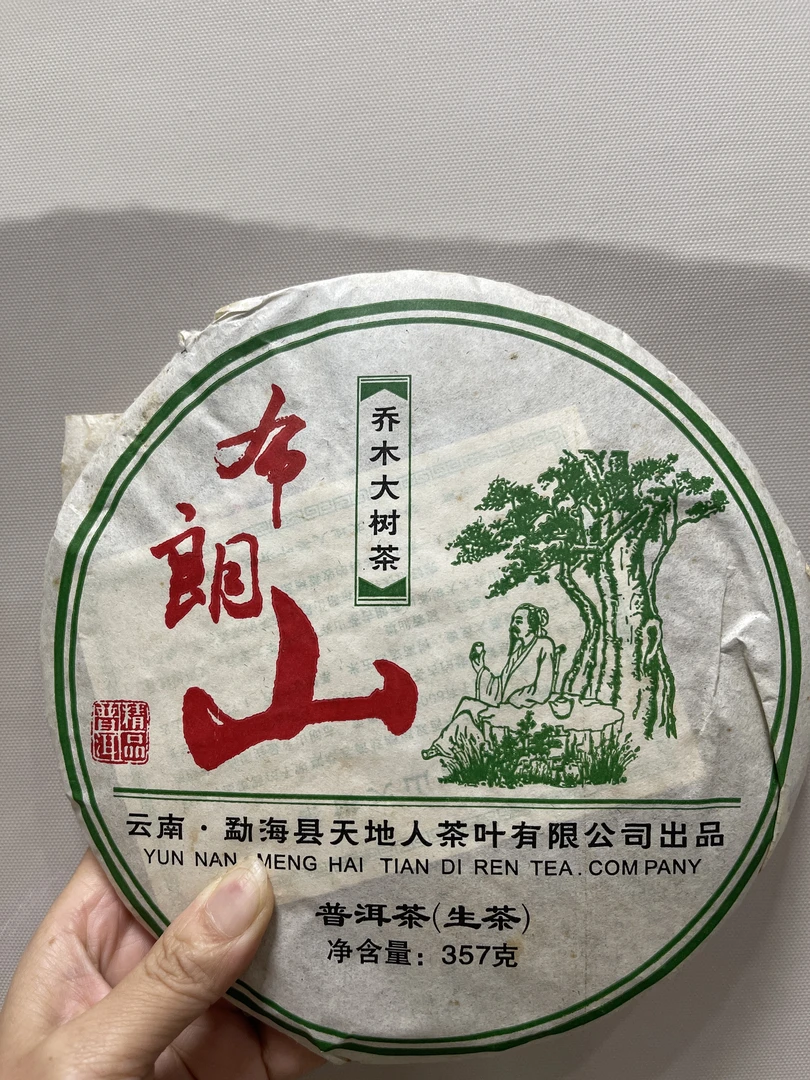 布朗山
乔木大树茶
精品
普洱
云南·勐海县天地人茶叶有限公司出品
YUN NAN MENG HAI TIAN DI REN TEA.COMPANY
普洱茶(生茶)
净含量：357克